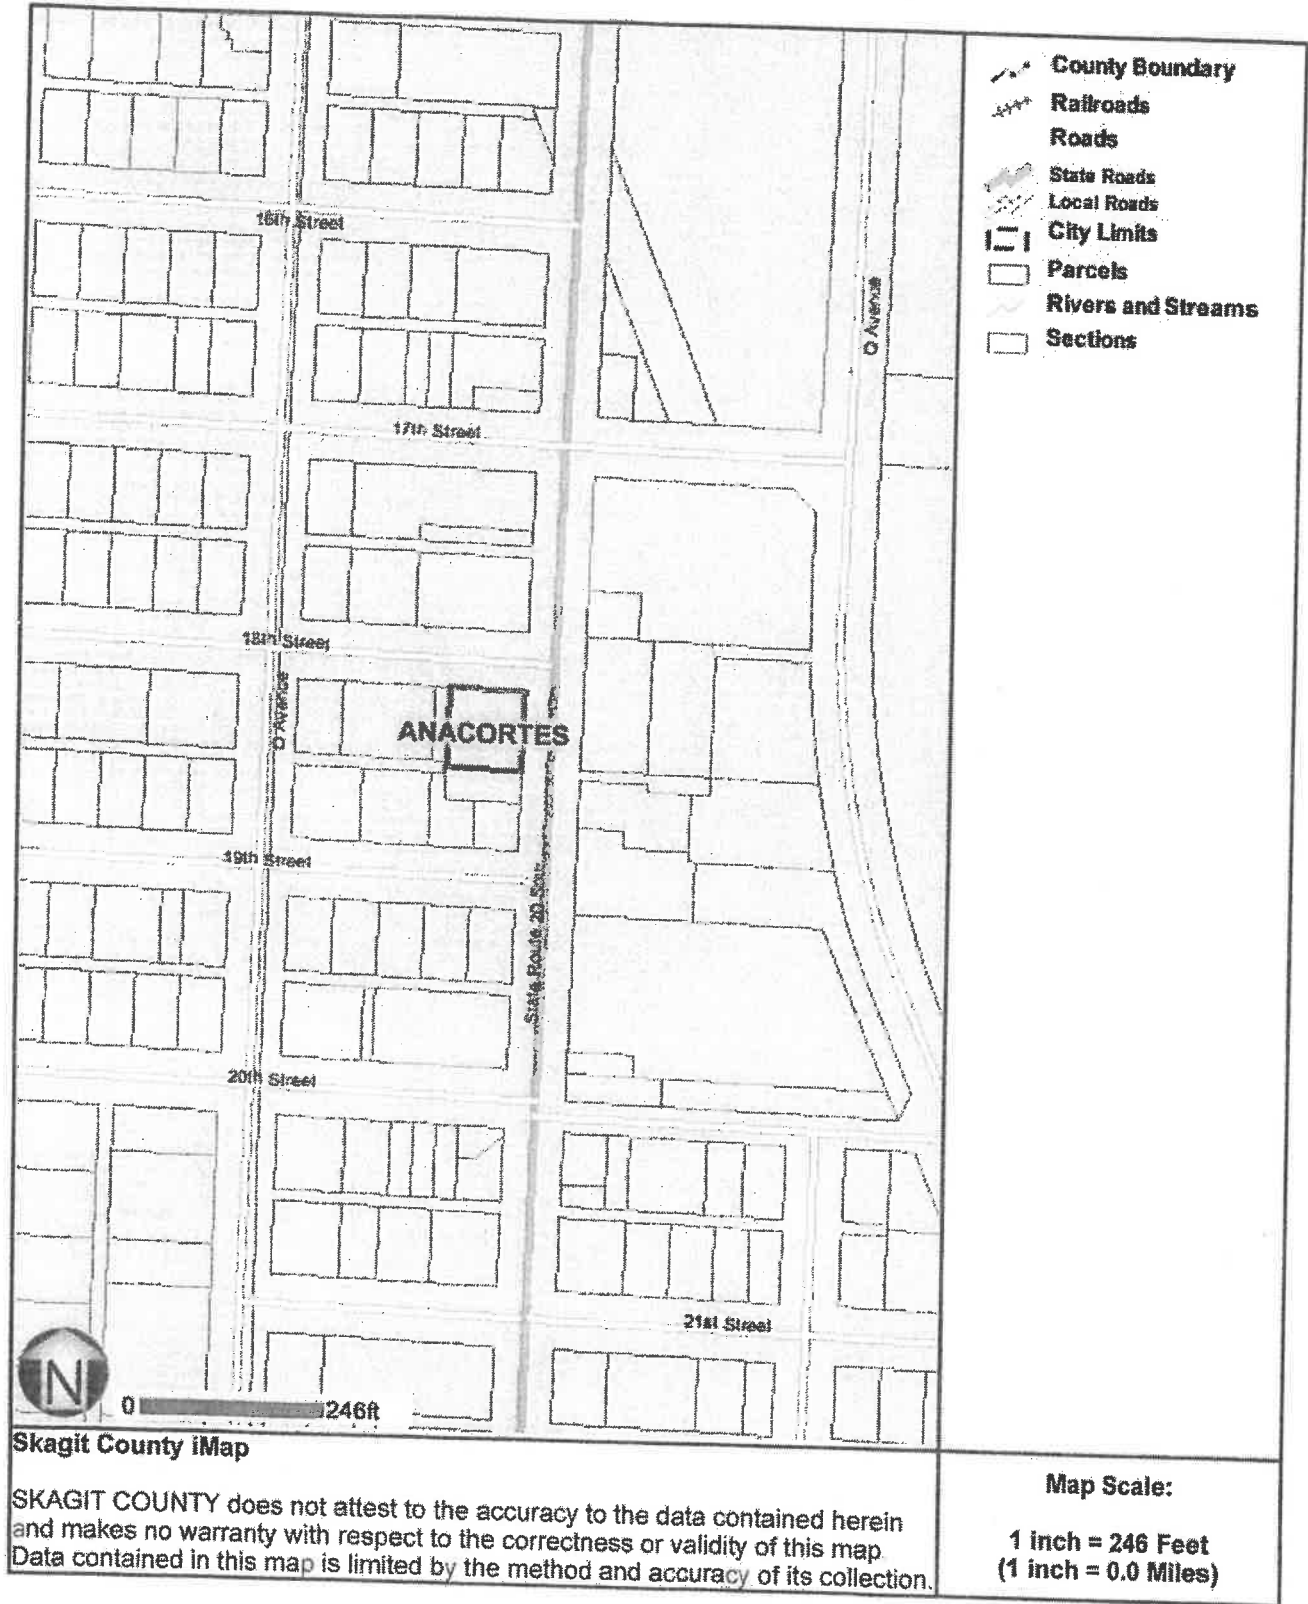 County Boundary
Railroads
Roads
State Roads
Local Roads
City Limits
Parcels
Rivers and Streams
Sections
16th Street
Q Avenue
17th Street
18th Street
O Avenue
ANACORTES
19th Street
State Route 20 Sou
20th Street
21st Street
N
0 246ft
Skagit County iMap
SKAGIT COUNTY does not attest to the accuracy to the data contained herein
and makes no warranty with respect to the correctness or validity of this map.
Data contained in this map is limited by the method and accuracy of its collection.
Map Scale:
1 inch = 246 Feet
(1 inch = 0.0 Miles)